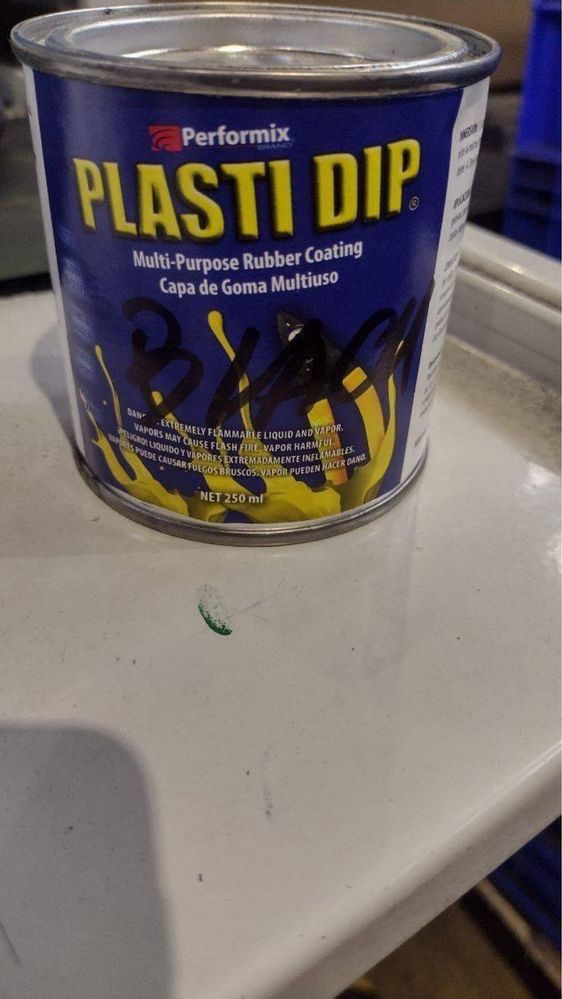 Performix
BRAND
PLASTI DIP®
Multi-Purpose Rubber Coating
Capa de Goma Multiuso
BLACK
EXTREMELY FLAMMABLE LIQUID AND VAPOR.
VAPORS MAY CAUSE FLASH FIRE. VAPOR HARMFUL.
LIQUIDO Y VAPORES EXTREMADAMENTE INFLAMABLES.
PUEDE CAUSAR FUEGOS BRUSCOS. VAPOR PUEDEN HACER DANO.
NET 250 ml